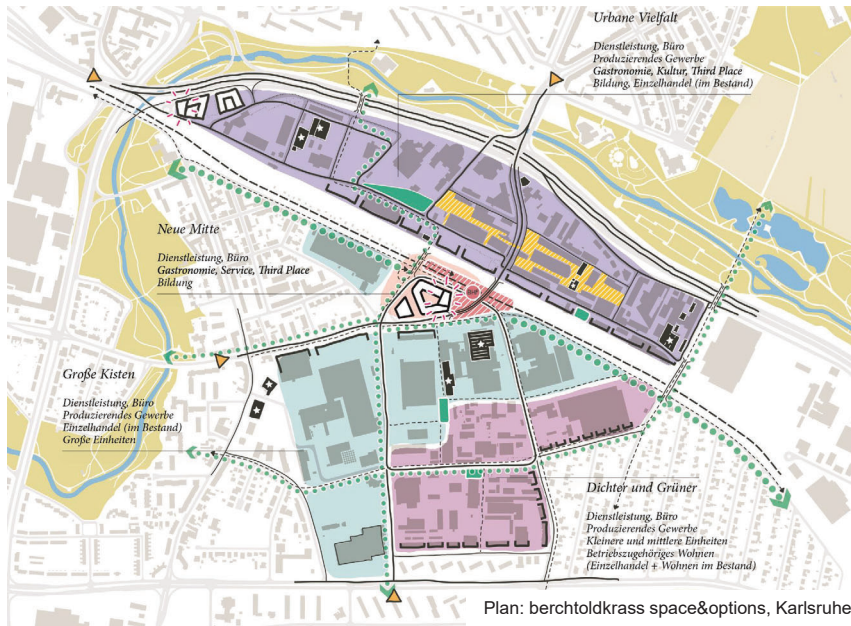 Urbane Vielfalt
Dienstleistung, Büro
Produzierendes Gewerbe
Gastronomie, Kultur, Third Place
Bildung, Einzelhandel (im Bestand)
Neue Mitte
Dienstleistung, Büro
Gastronomie, Service, Third Place
Bildung
Große Kisten
Dienstleistung, Büro
Produzierendes Gewerbe
Einzelhandel (im Bestand)
Große Einheiten
Dichter und Grüner
Dienstleistung, Büro
Produzierendes Gewerbe
Kleinere und mittlere Einheiten
Betriebszugehöriges Wohnen
(Einzelhandel + Wohnen im Bestand)
Plan: berchtoldkrass space&options, Karlsruhe